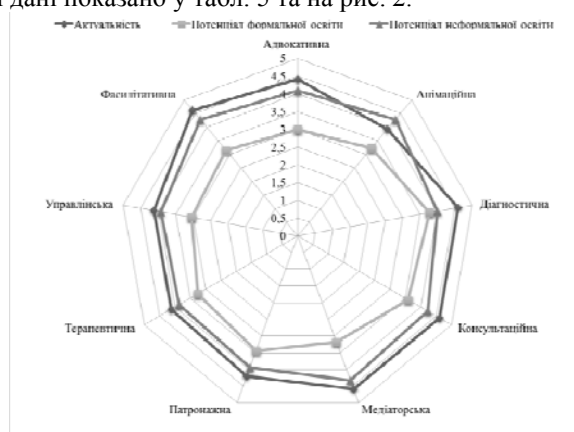 дані показано у табл. 5 та на рис. 2.
Актуальність Потенціал формальної освіти Потенціал неформальної освіти
Адвокативна
Анімаційна
Діагностична
Консультаційна
Медіаторська
Патронажна
Терапевтична
Управлінська
Фасилітативна
5
4,5
4
3,5
3
2,5
2
1,5
1
0,5
0